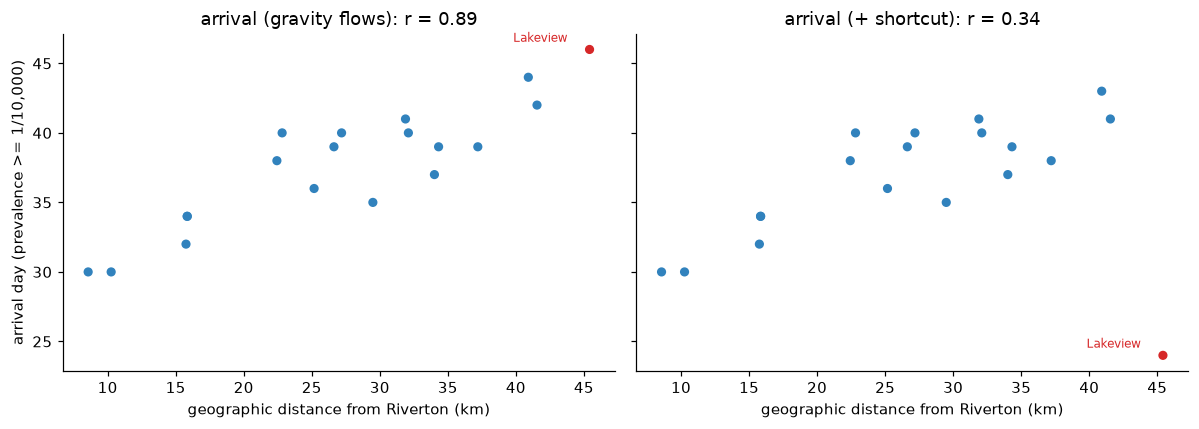 arrival (gravity flows): r = 0.89
arrival day (prevalence >= 1/10,000)
45
40
35
30
25
Lakeview
10 15 20 25 30 35 40 45
geographic distance from Riverton (km)
arrival (+ shortcut): r = 0.34
Lakeview
10 15 20 25 30 35 40 45
geographic distance from Riverton (km)